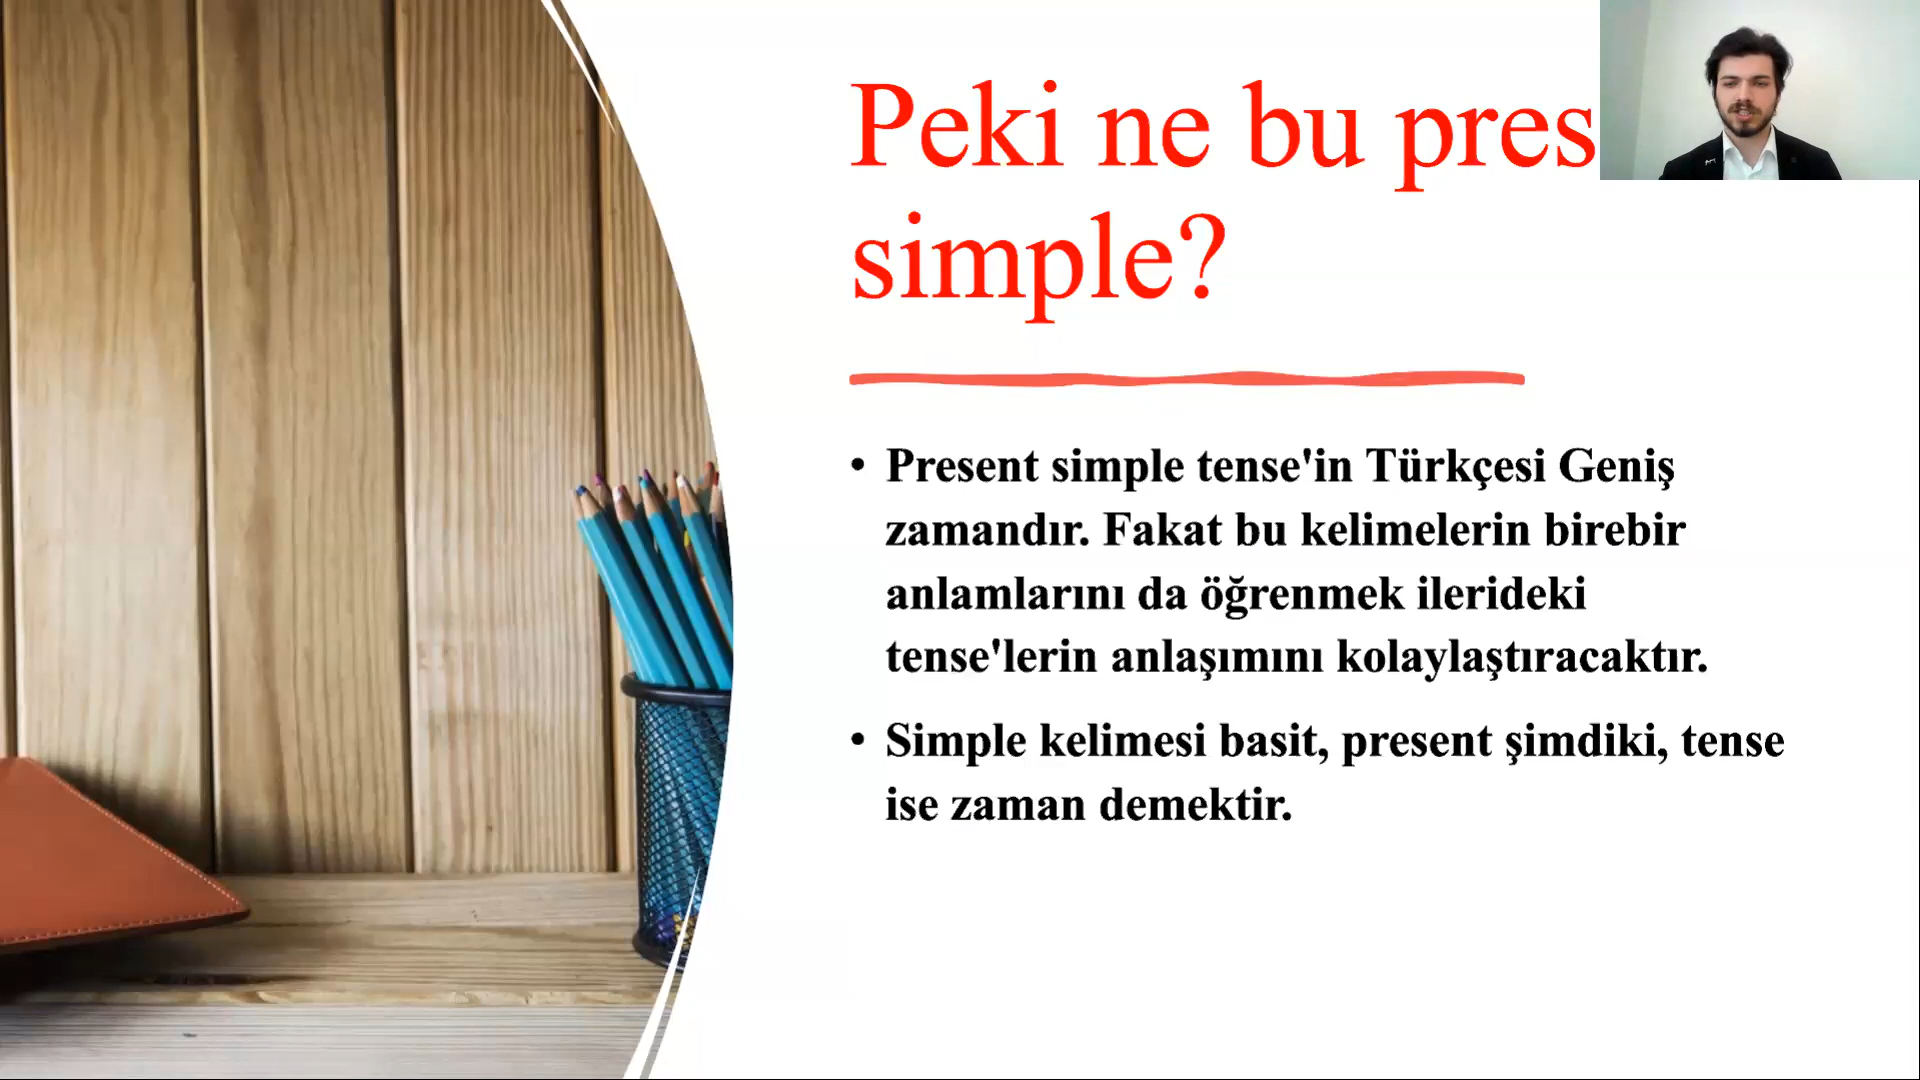 Peki ne bu pres
simple?
• Present simple tense'in Türkçesi Geniş
zamandır. Fakat bu kelimelerin birebir
anlamlarını da öğrenmek ilerideki
tense'lerin anlaşımını kolaylaştıracaktır.
• Simple kelimesi basit, present şimdiki, tense
ise zaman demektir.